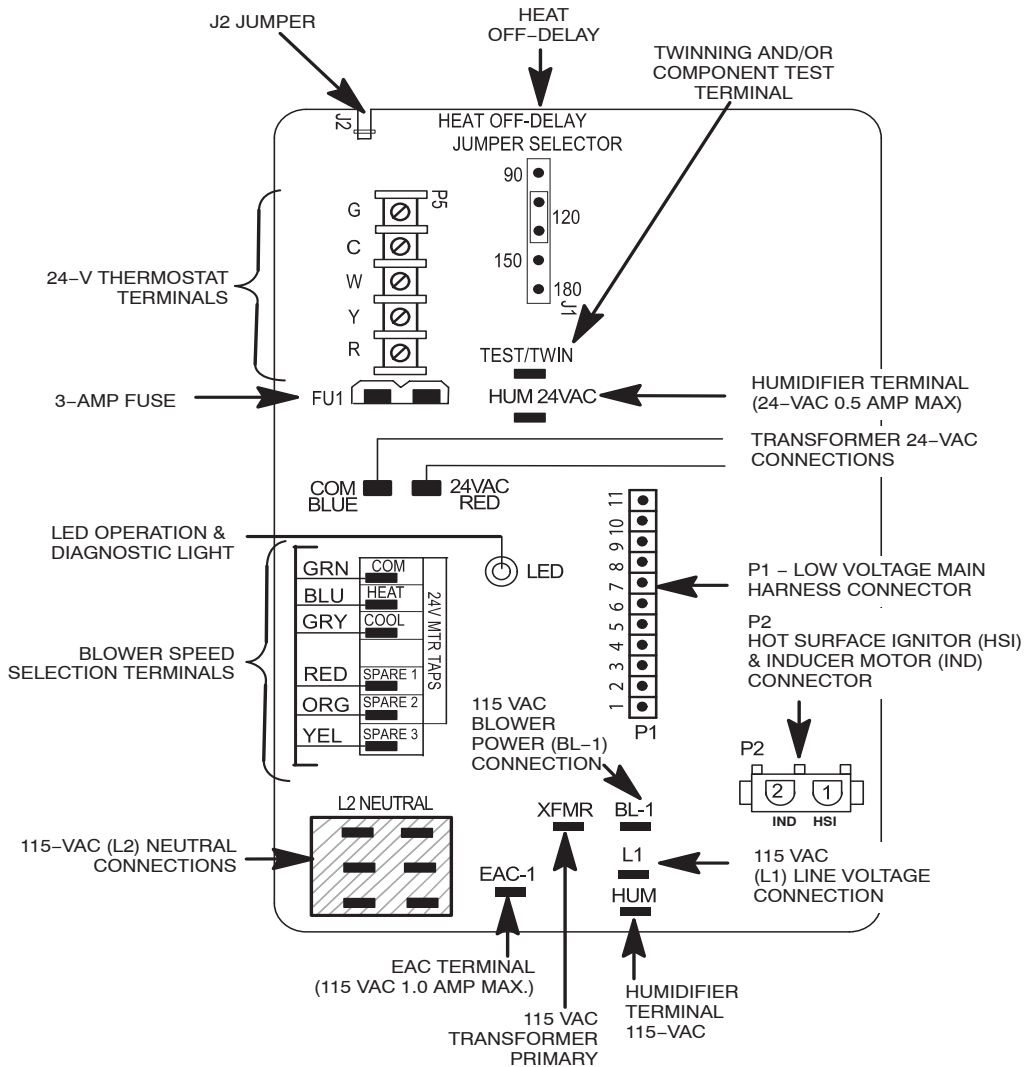 J2 JUMPER
HEAT
OFF-DELAY
TWINNING AND/OR
COMPONENT TEST
TERMINAL
J2
HEAT OFF-DELAY
JUMPER SELECTOR
90
120
150
180
J1
P5
G
C
W
Y
R
24-V THERMOSTAT
TERMINALS
TEST/TWIN
3-AMP FUSE
FU1
HUM 24VAC
HUMIDIFIER TERMINAL
(24-VAC 0.5 AMP MAX)
TRANSFORMER 24-VAC
CONNECTIONS
COM
BLUE
24VAC
RED
LED OPERATION &
DIAGNOSTIC LIGHT
LED
11
10
9
8
7
6
5
4
3
2
1
P1
P1 - LOW VOLTAGE MAIN
HARNESS CONNECTOR
GRN COM
BLU HEAT
GRY COOL
RED SPARE 1
ORG SPARE 2
YEL SPARE 3
24V MTR TAPS
BLOWER SPEED
SELECTION TERMINALS
P2
HOT SURFACE IGNITOR (HSI)
& INDUCER MOTOR (IND)
CONNECTOR
115 VAC
BLOWER
POWER (BL-1)
CONNECTION
P2
2 1
IND HSI
L2 NEUTRAL
XFMR BL-1
115-VAC (L2) NEUTRAL
CONNECTIONS
L1
115 VAC
(L1) LINE VOLTAGE
CONNECTION
EAC-1
HUM
EAC TERMINAL
(115 VAC 1.0 AMP MAX.)
115 VAC
TRANSFORMER
PRIMARY
HUMIDIFIER
TERMINAL
115-VAC